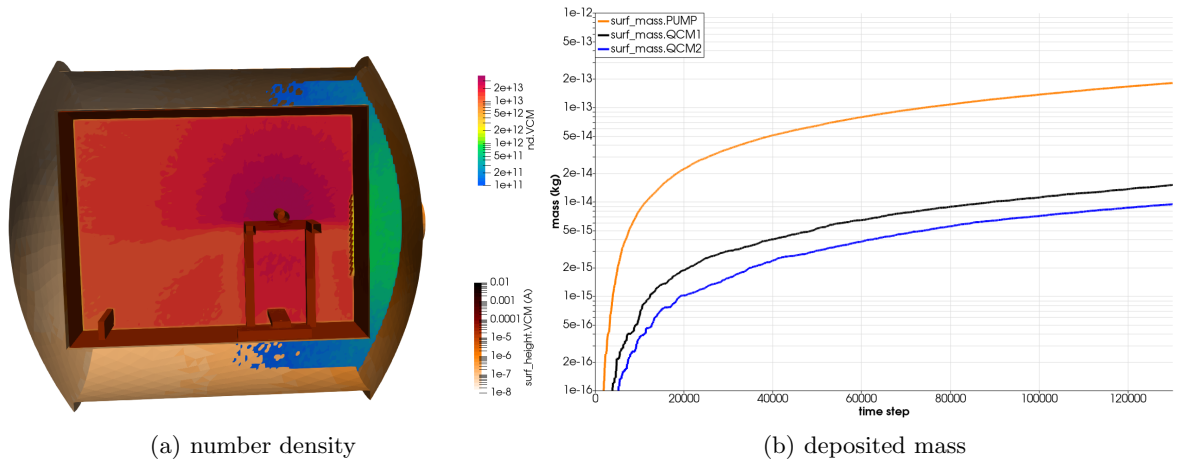 2e+13
1e+13
5e+12
2e+12
1e+12
5e+11
2e+11
1e+11
nd.VCM
0.01
0.001
0.0001
1e-5
1e-6
1e-7
1e-8
surf_height.VCM (A)
(a) number density
surf_mass.PUMP
surf_mass.QCM1
surf_mass.QCM2
1e-12
5e-13
2e-13
1e-13
5e-14
2e-14
1e-14
5e-15
2e-15
1e-15
5e-16
2e-16
1e-16
mass (kg)
0 20000 40000 60000 80000 100000 120000
time step
(b) deposited mass